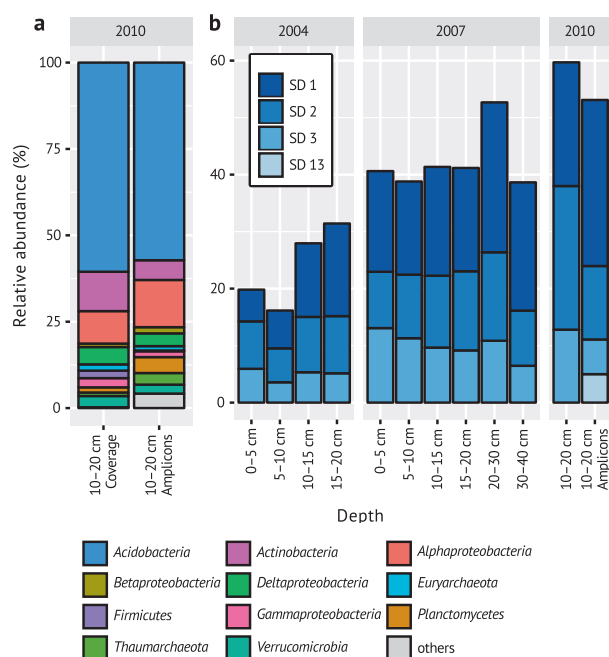 a
b
2010
2004
2007
2010
Relative abundance (%)
100
75
50
25
0
60
40
20
0
SD 1
SD 2
SD 3
SD 13
10–20 cm
Coverage
10–20 cm
Amplicons
0–5 cm
5–10 cm
10–15 cm
15–20 cm
0–5 cm
5–10 cm
10–15 cm
15–20 cm
20–30 cm
30–40 cm
10–20 cm
10–20 cm
Amplicons
Depth
Acidobacteria
Actinobacteria
Alphaproteobacteria
Betaproteobacteria
Deltaproteobacteria
Euryarchaeota
Firmicutes
Gammaproteobacteria
Planctomycetes
Thaumarchaeota
Verrucomicrobia
others